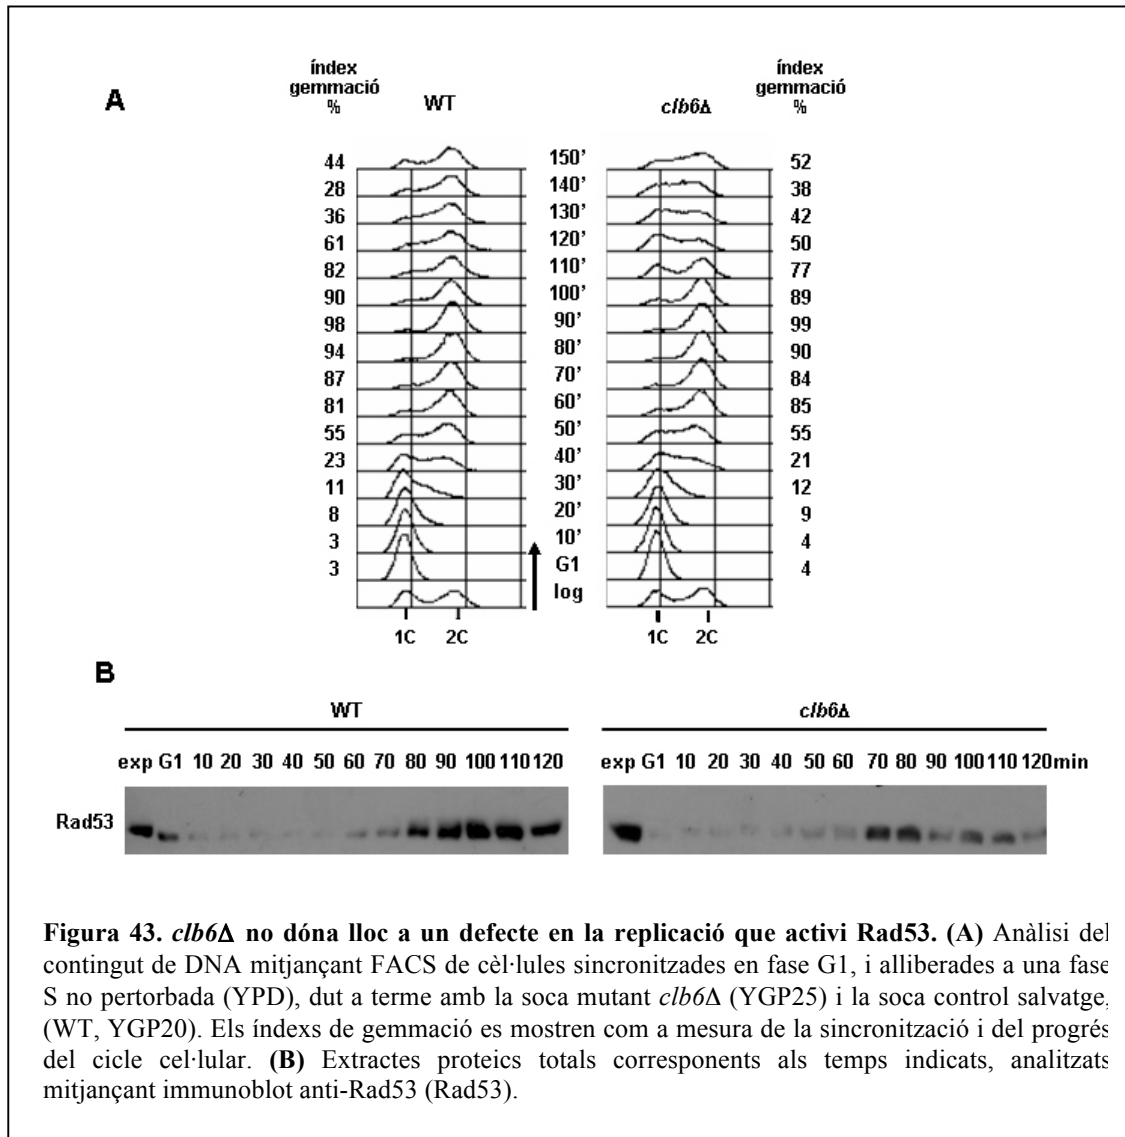 A
índex
gemmació
%
WT
clb6Δ
índex
gemmació
%
44 150' 52
28 140' 38
36 130' 42
61 120' 50
82 110' 77
90 100' 89
98 90' 99
94 80' 90
87 70' 84
81 60' 85
55 50' 55
23 40' 21
11 30' 12
8 20' 9
3 10' 4
3 G1 4
log
1C 2C 1C 2C
B
WT clb6Δ
exp G1 10 20 30 40 50 60 70 80 90 100 110 120 exp G1 10 20 30 40 50 60 70 80 90 100 110 120min
Rad53
Figura 43. clb6Δ no dóna lloc a un defecte en la replicació que activi Rad53. (A) Anàlisi del
contingut de DNA mitjançant FACS de cèl·lules sincronitzades en fase G1, i alliberades a una fase
S no pertorbada (YPD), dut a terme amb la soca mutant clb6Δ (YGP25) i la soca control salvatge,
(WT, YGP20). Els índexs de gemmació es mostren com a mesura de la sincronització i del progrés
del cicle cel·lular. (B) Extractes proteics totals corresponents als temps indicats, analitzats
mitjançant immunoblot anti-Rad53 (Rad53).